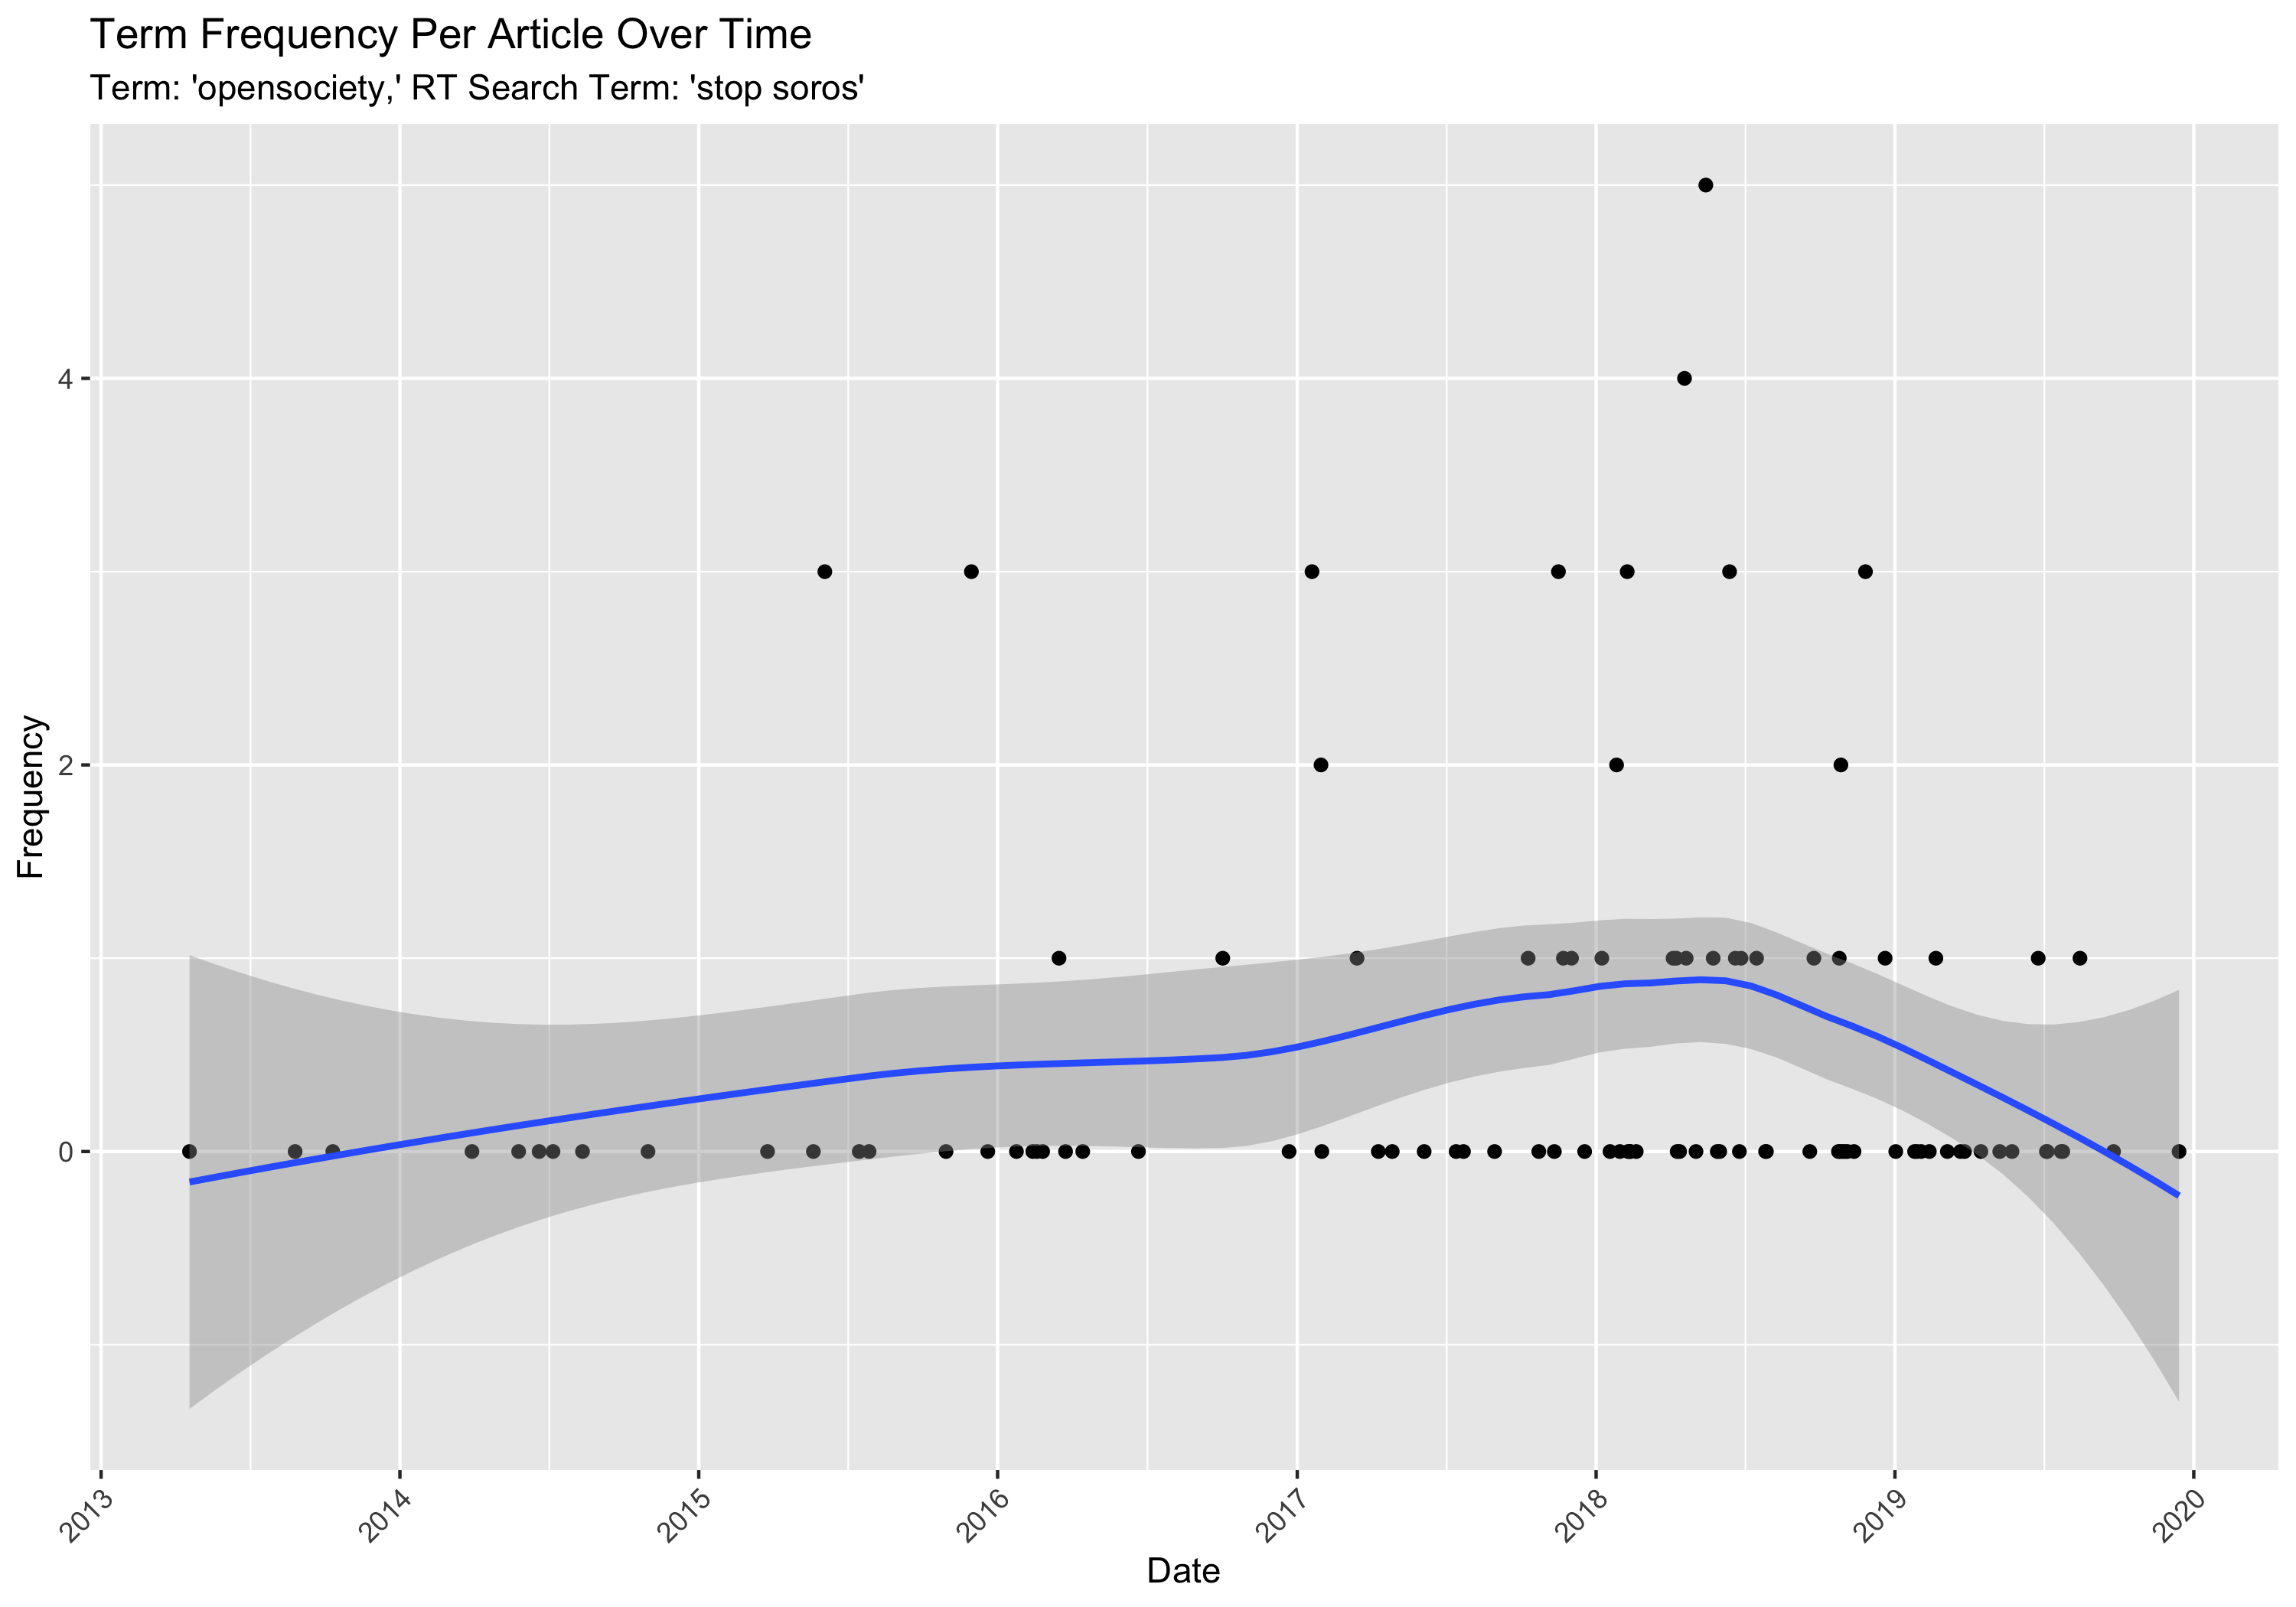 Term Frequency Per Article Over Time
Term: 'opensociety,' RT Search Term: 'stop soros'
Frequency
4
2
0
2013
2014
2015
2016
2017
2018
2019
2020
Date